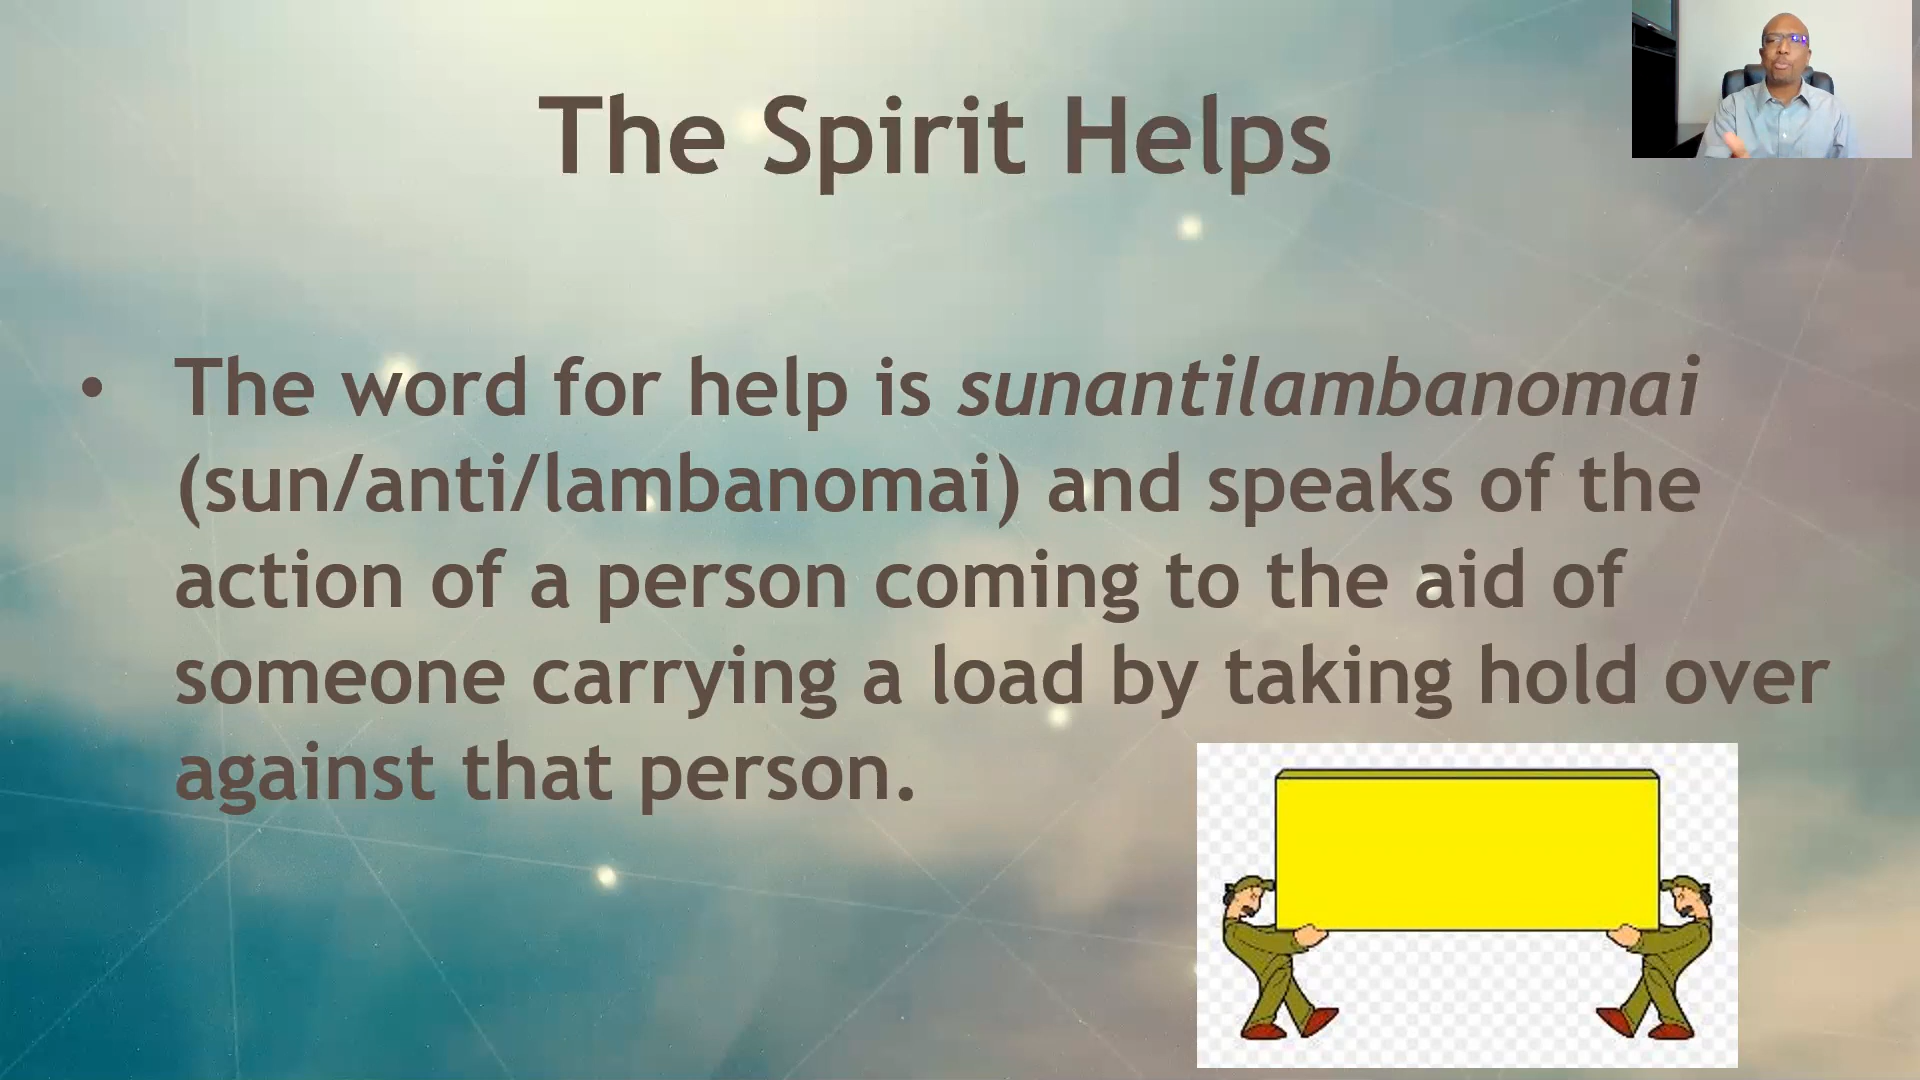 The Spirit Helps
• The word for help is sunantilambanomai
(sun/anti/lambanomai) and speaks of the
action of a person coming to the aid of
someone carrying a load by taking hold over
against that person.